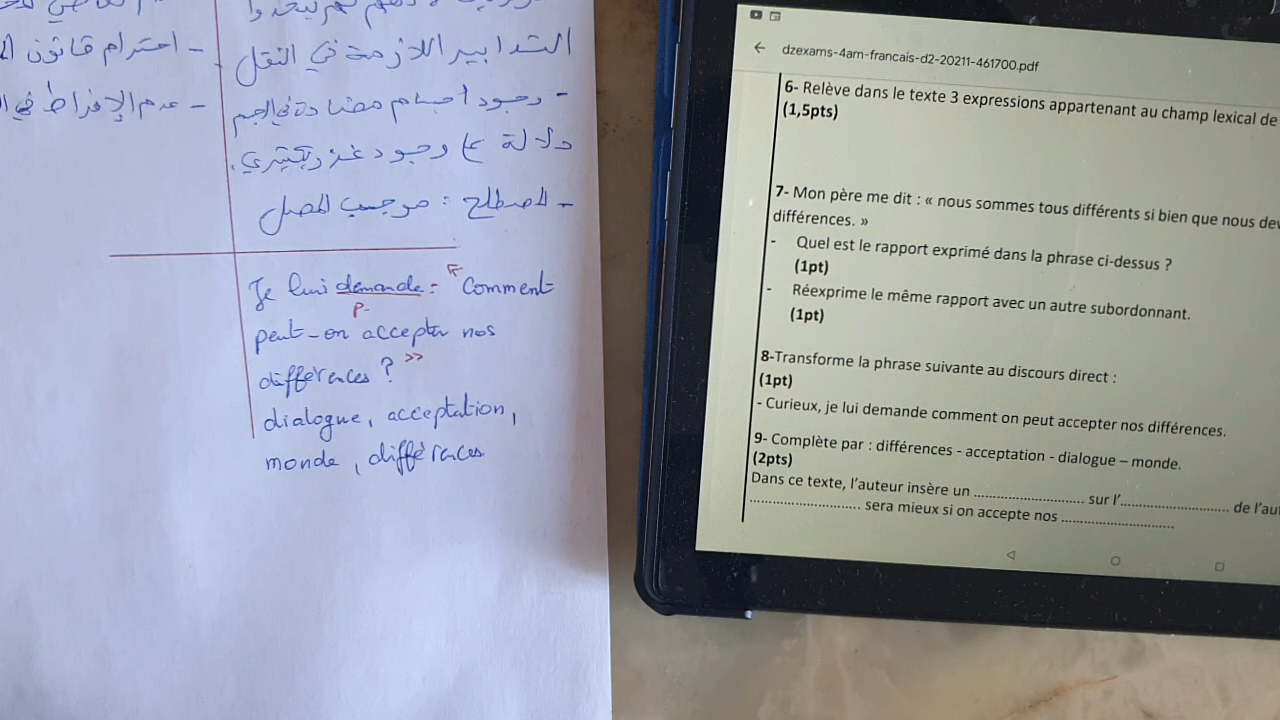 التدابير اللازمة في النقل
- وجود أجسام مضادة في الجسم
دلالة على وجود غزو بكتيري.
- المصطلح : موجب المصل
- احترام قانون
- عدم الإفراط في
Je lui demande : "Comment
P.
peut-on accepter nos
différences ? »
dialogue, acceptation,
monde, différences
dzexams-4am-francais-d2-20211-461700.pdf
6- Relève dans le texte 3 expressions appartenant au champ lexical de
(1,5pts)
7- Mon père me dit : « nous sommes tous différents si bien que nous
différences. »
- Quel est le rapport exprimé dans la phrase ci-dessus ?
(1pt)
- Réexprime le même rapport avec un autre subordonnant.
(1pt)
8-Transforme la phrase suivante au discours direct :
(1pt)
- Curieux, je lui demande comment on peut accepter nos différences.
9- Complète par : différences - acceptation - dialogue – monde.
(2pts)
Dans ce texte, l'auteur insère un ............................ sur l'............................ de
............................ sera mieux si on accepte nos ............................